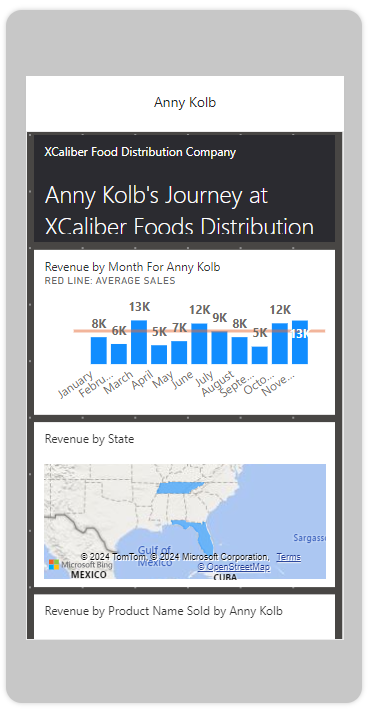 Anny Kolb
XCaliber Food Distribution Company
Anny Kolb's Journey at
XCaliber Foods Distribution
Revenue by Month For Anny Kolb
RED LINE: AVERAGE SALES
8K 6K 13K 5K 7K 12K 9K 8K 5K 12K 13K
January Febru... March April May June July August Septe... Octo... Nove...
Revenue by State
Gulf of
Mexico
Sargass
© 2024 TomTom, © 2024 Microsoft Corporation, Terms
Microsoft Bing © OpenStreetMap
MEXICO CUBA
Revenue by Product Name Sold by Anny Kolb